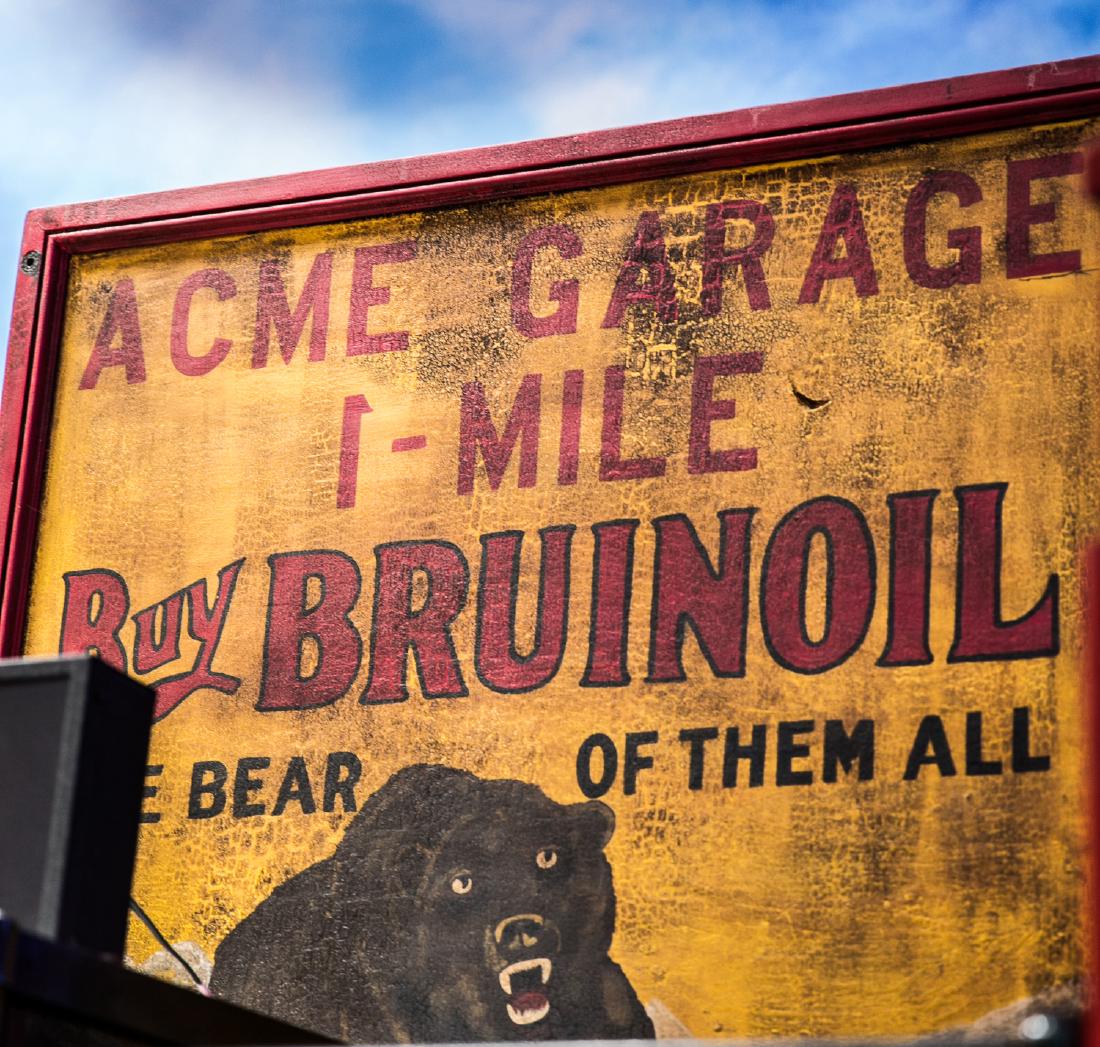 ACME GARAGE
1-MILE
Buy BRUINOIL
E BEAR OF THEM ALL